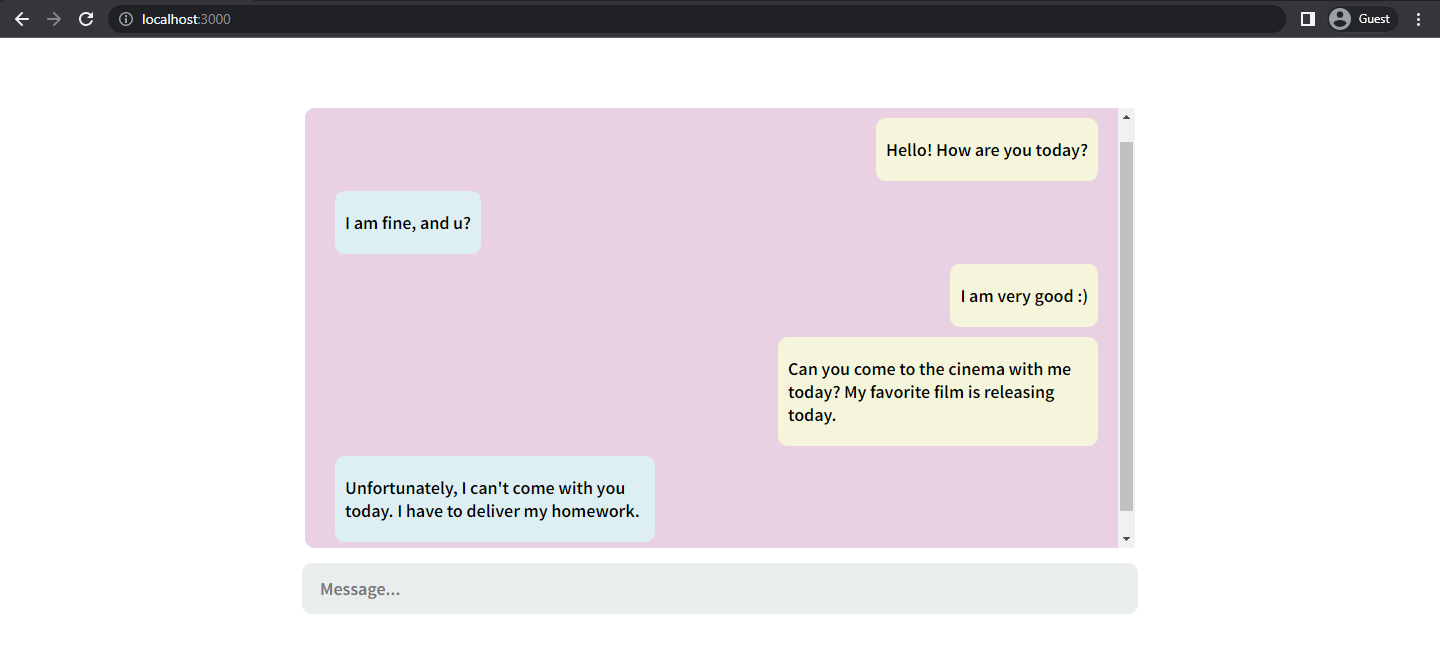 localhost:3000
Guest
Hello! How are you today?
I am fine, and u?
I am very good :)
Can you come to the cinema with me
today? My favorite film is releasing
today.
Unfortunately, I can't come with you
today. I have to deliver my homework.
Message...